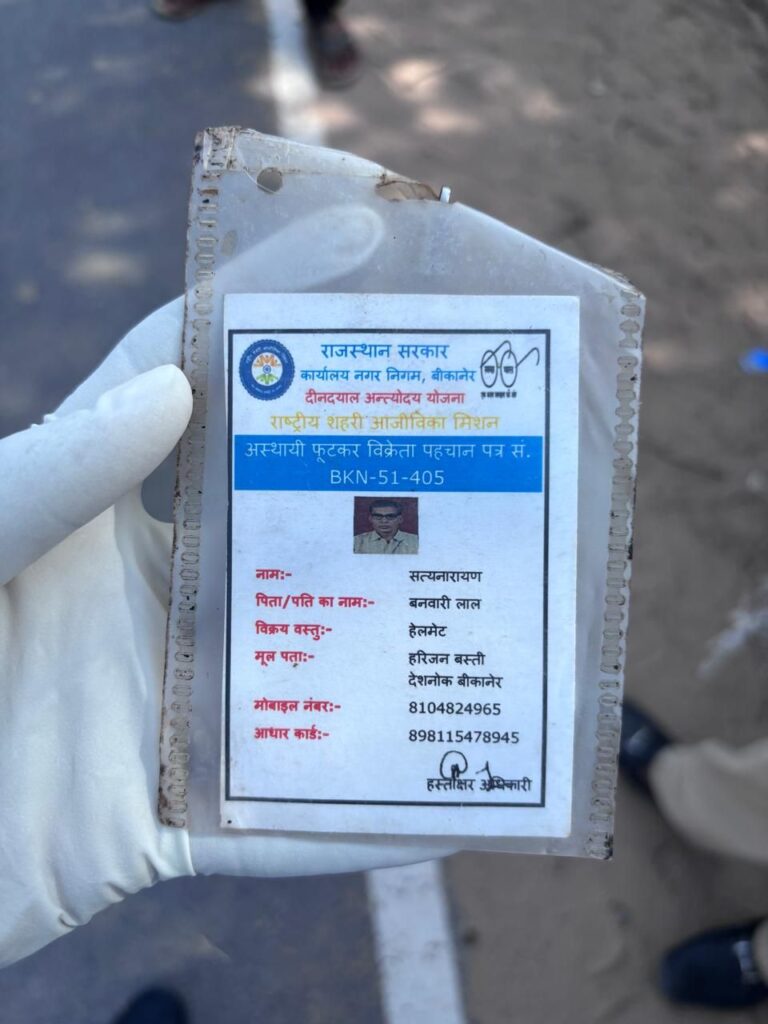 राजस्थान सरकार
कार्यालय नगर निगम, बीकानेर
दीनदयाल अन्त्योदय योजना
राष्ट्रीय शहरी आजीविका मिशन
अस्थायी फूटकर विक्रेता पहचान पत्र सं.
BKN-51-405
नाम:- सत्यनारायण
पिता/पति का नाम:- बनवारी लाल
विक्रय वस्तु:- हेलमेट
मूल पता:- हरिजन बस्ती
देशनोक बीकानेर
मोबाइल नंबर:- 8104824965
आधार कार्ड:- 898115478945
हस्ताक्षर अधिकारी